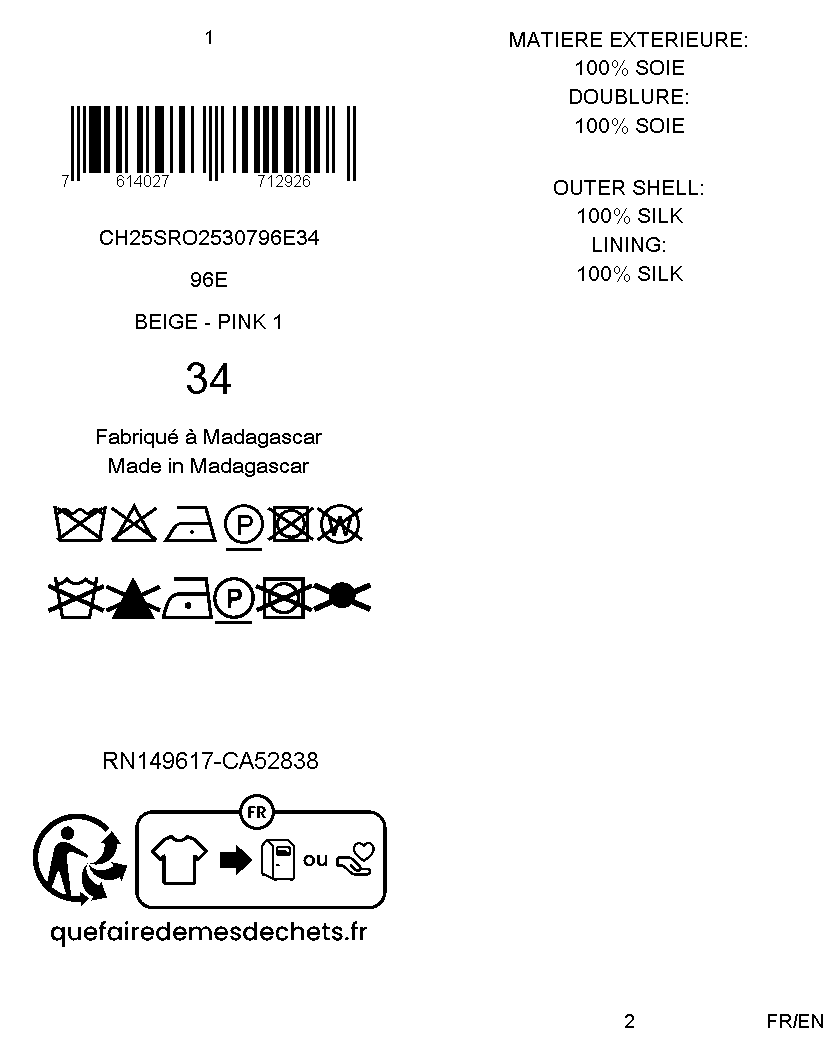 1
7 614027 712926
CH25SRO2530796E34
96E
BEIGE - PINK 1
34
Fabriqué à Madagascar
Made in Madagascar
P
W
P
RN149617-CA52838
FR
ou
quefairedemesdechets.fr
MATIERE EXTERIEURE:
100% SOIE
DOUBLURE:
100% SOIE
OUTER SHELL:
100% SILK
LINING:
100% SILK
2
FR/EN